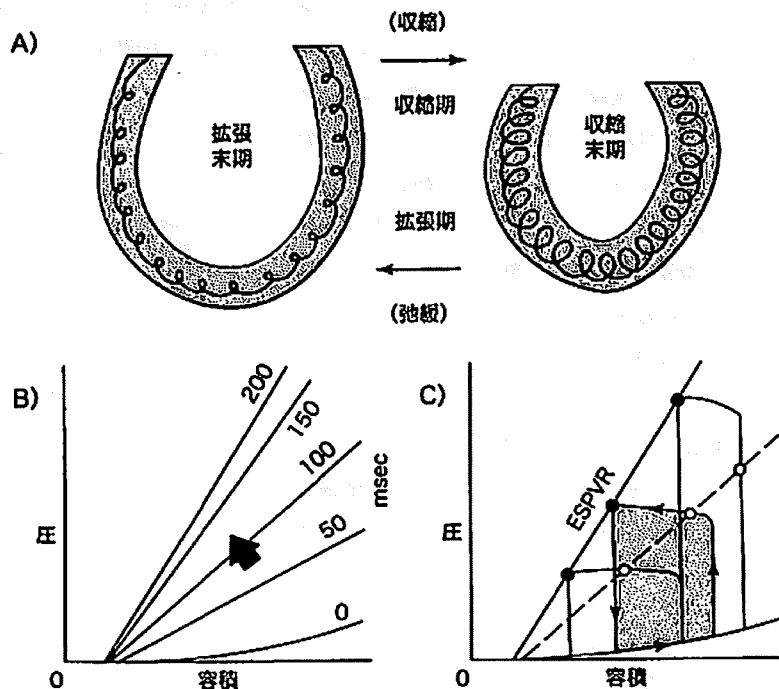 A)
(収縮)
収縮期
拡張
末期
収縮
末期
拡張期
(弛緩)
B)
200
150
100
50
0
msec
圧
0
容積
C)
ESPVR
圧
0
容積